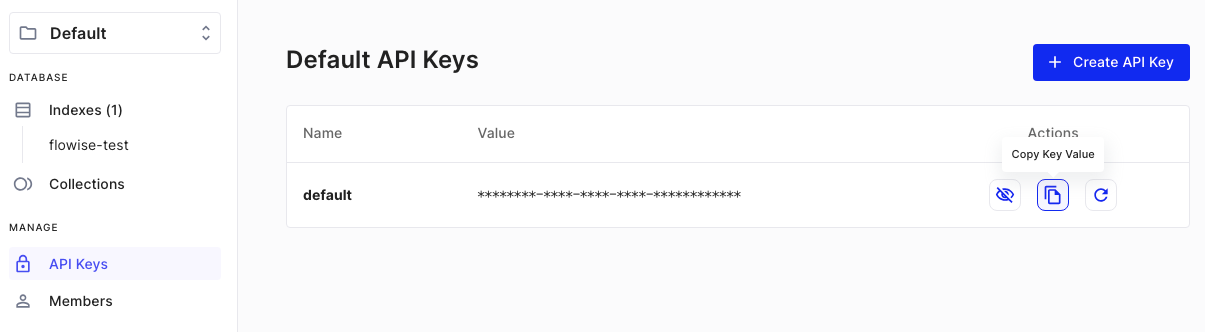 Default
DATABASE
Indexes (1)
flowise-test
Collections
MANAGE
API Keys
Members
Default API Keys
+ Create API Key
Name Value Actions
Copy Key Value
default ********-****-****-****-************